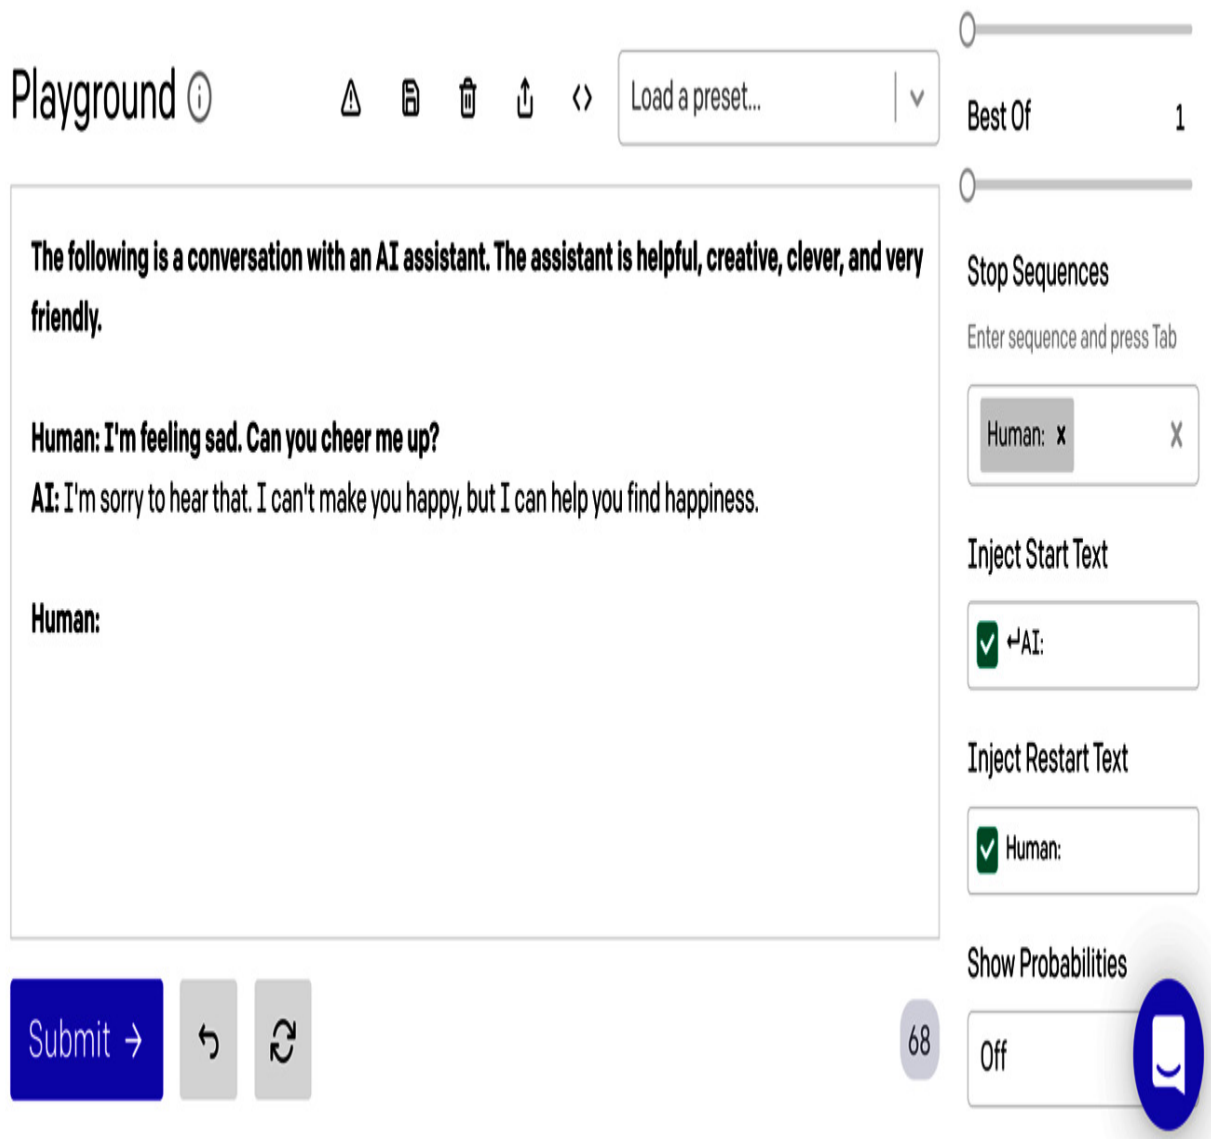 Playground
Load a preset...
The following is a conversation with an AI assistant. The assistant is helpful, creative, clever, and very
friendly.
Human: I'm feeling sad. Can you cheer me up?
AI: I'm sorry to hear that. I can't make you happy, but I can help you find happiness.
Human:
Submit →
68
Best Of 1
Stop Sequences
Enter sequence and press Tab
Human: x x
Inject Start Text
↵AI:
Inject Restart Text
Human:
Show Probabilities
Off